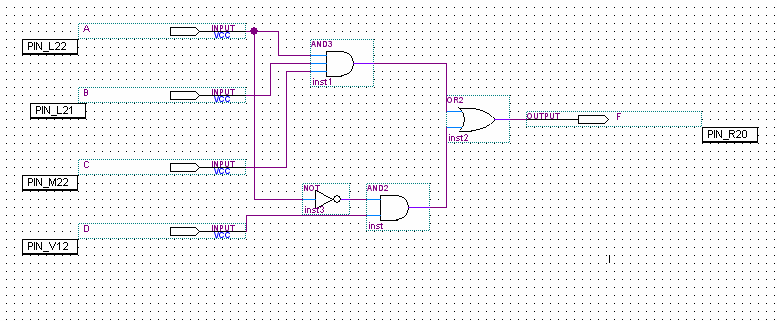 A
INPUT
VCC
PIN_L22
AND3
inst1
B
INPUT
VCC
PIN_L21
OR2
inst2
OUTPUT
F
PIN_R20
C
INPUT
VCC
PIN_M22
NOT
inst3
AND2
inst
D
INPUT
VCC
PIN_V12